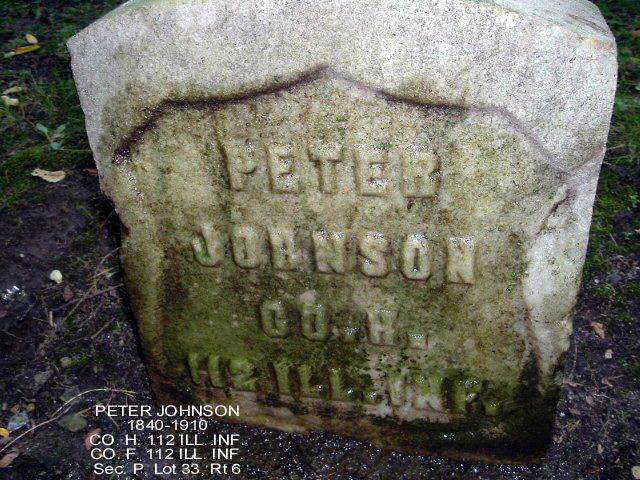 PETER
JOHNSON
CO. H.
112 ILL. INF.
PETER JOHNSON
1840-1910
CO. H. 112 ILL. INF.
CO. F. 112 ILL. INF.
Sec. P. Lot 33, Rt 6